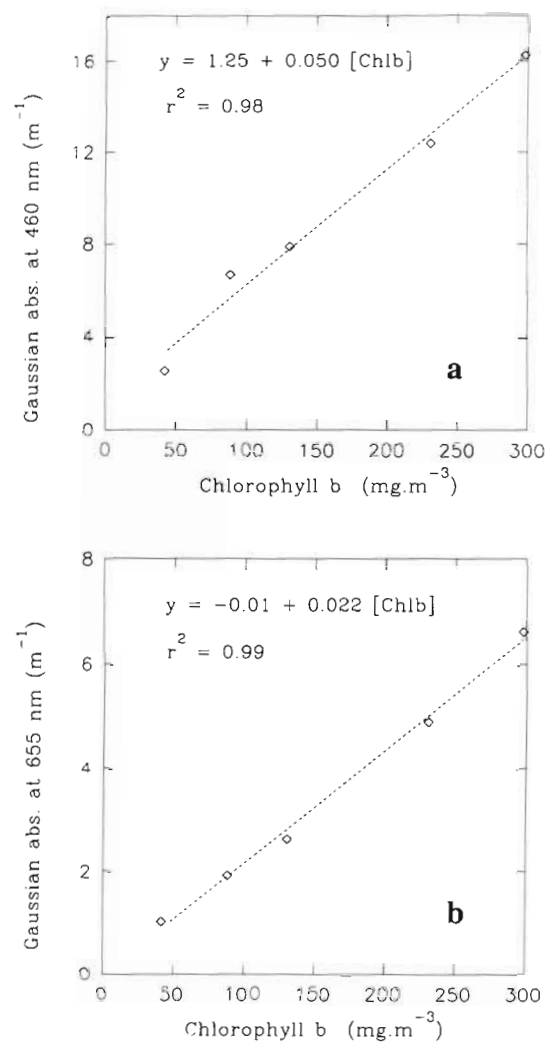 16
12
8
4
0
Gaussian abs. at 460 nm (m⁻¹)
y = 1.25 + 0.050 [Chlb]
r² = 0.98
a
0 50 100 150 200 250 300
Chlorophyll b (mg.m⁻³)
8
6
4
2
0
Gaussian abs. at 655 nm (m⁻¹)
y = -0.01 + 0.022 [Chlb]
r² = 0.99
b
0 50 100 150 200 250 300
Chlorophyll b (mg.m⁻³)